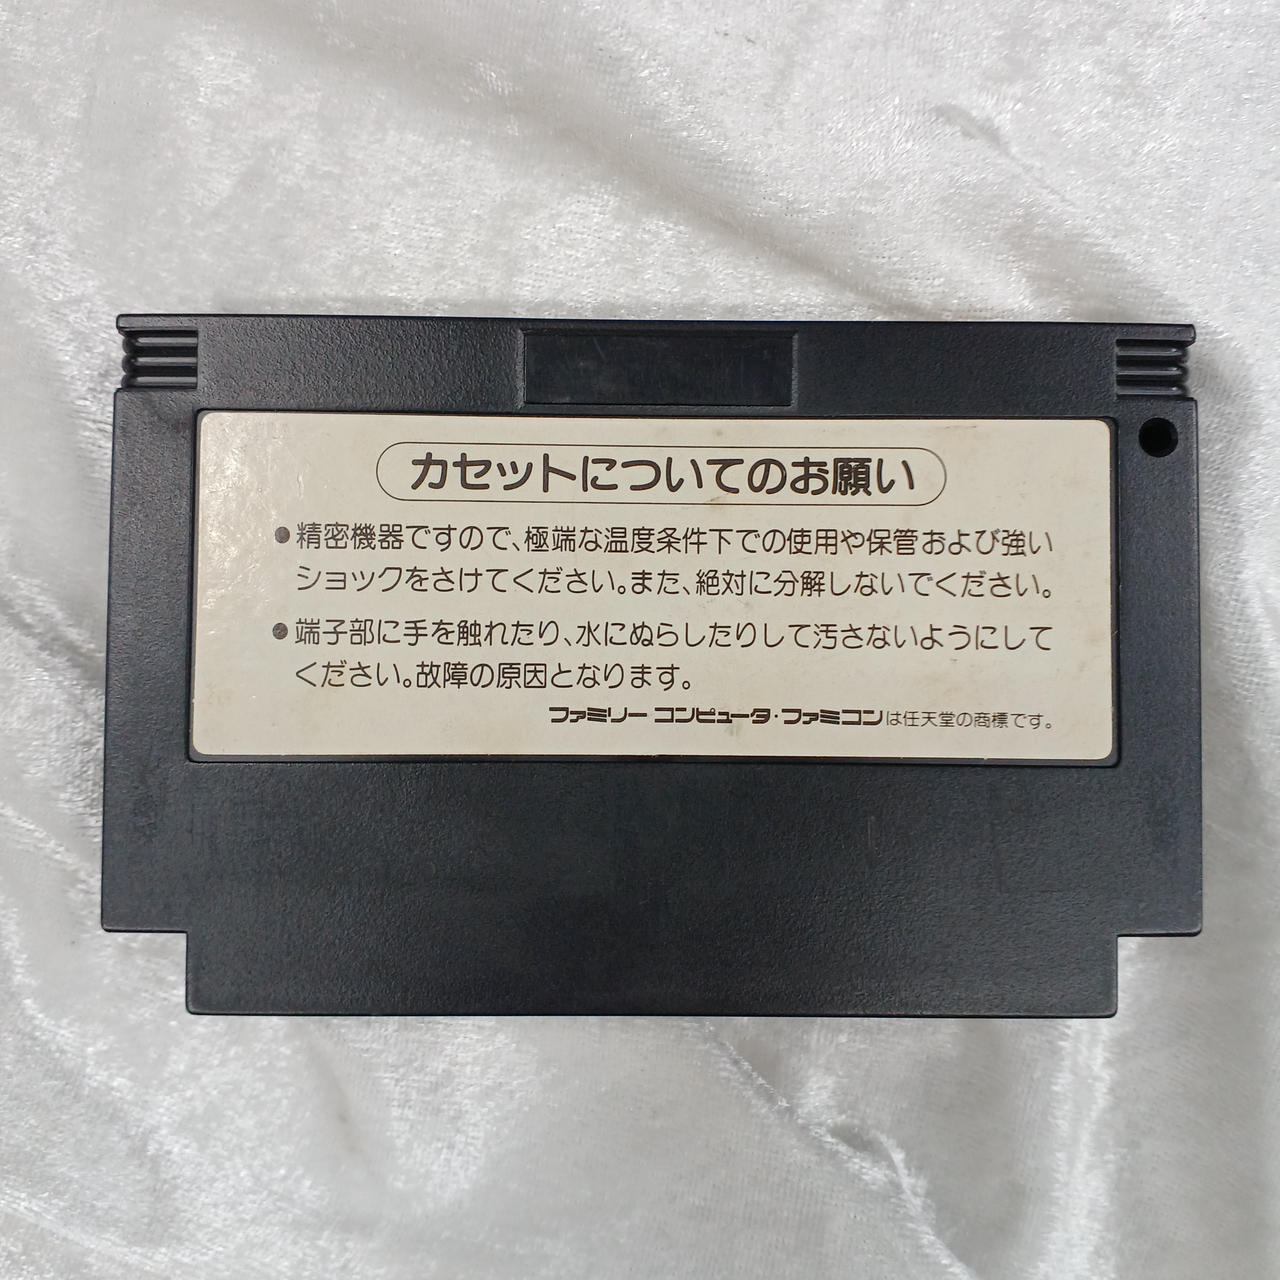 カセットについてのお願い
●精密機器ですので、極端な温度条件下での使用や保管および強い
ショックをさけてください。また、絶対に分解しないでください。
●端子部に手を触れたり、水にぬらしたりして汚さないようにして
ください。故障の原因となります。
ファミリーコンピュータ・ファミコンは任天堂の商標です。